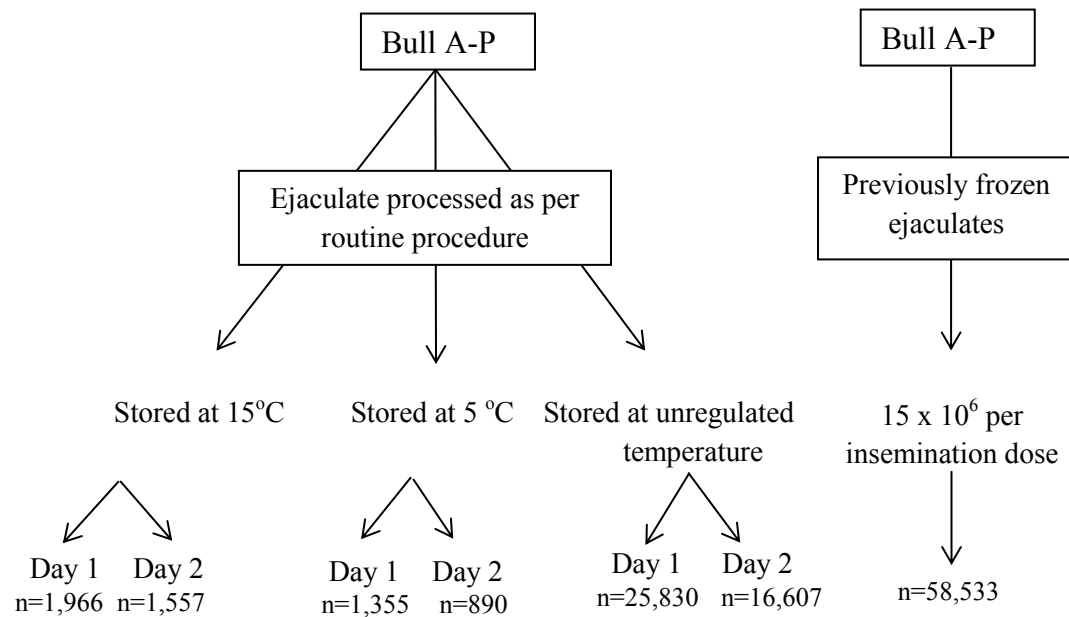 Bull A-P
Bull A-P
Ejaculate processed as per
routine procedure
Previously frozen
ejaculates
Stored at 15°C
Stored at 5 °C
Stored at unregulated
temperature
15 x 10⁶ per
insemination dose
Day 1
n=1,966
Day 2
n=1,557
Day 1
n=1,355
Day 2
n=890
Day 1
n=25,830
Day 2
n=16,607
n=58,533